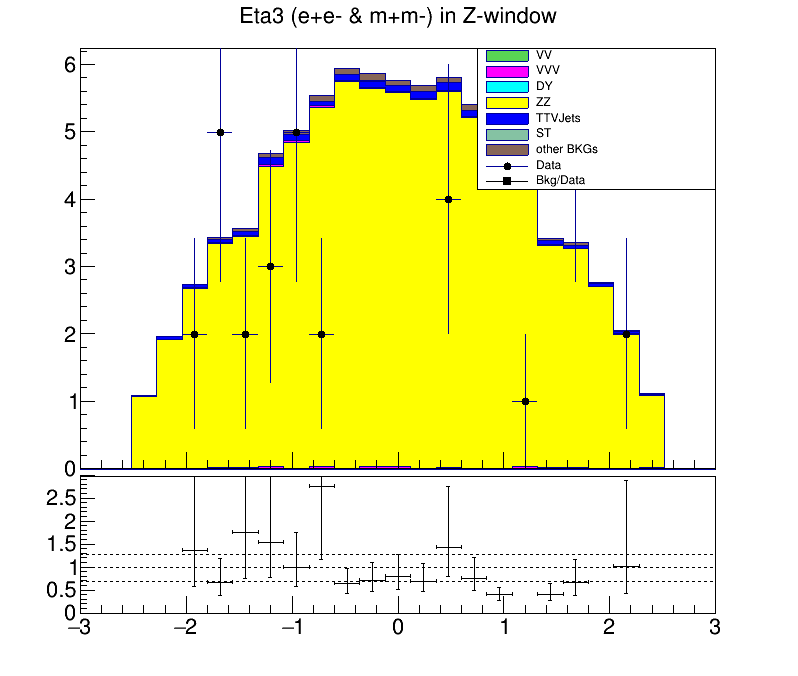 Eta3 (e+e- & m+m-) in Z-window
6
5
4
3
2
1
0
VV
VVV
DY
ZZ
TTVJets
ST
other BKGs
Data
Bkg/Data
2.5
2
1.5
1
0.5
0
−3 −2 −1 0 1 2 3